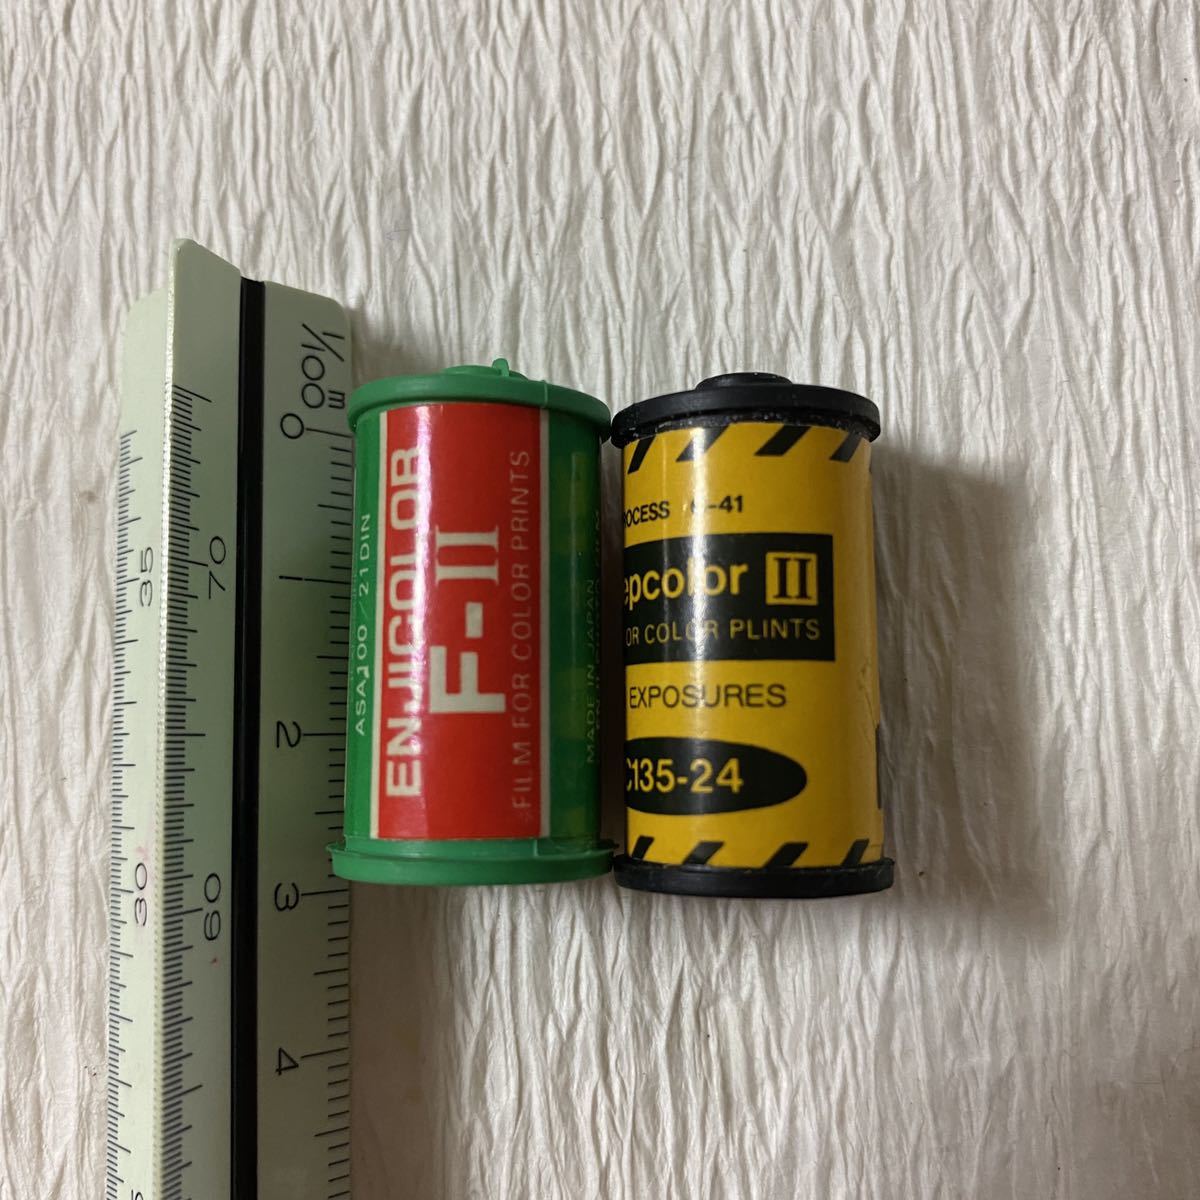 1/100 m
0
1
2
3
4
70
60
35
30
ASA100/21DIN
ENJICOLOR
F-II
FILM FOR COLOR PRINTS
MADE IN JAPAN
OCESS C-41
epcolor II
OR COLOR PLINTS
EXPOSURES
C135-24